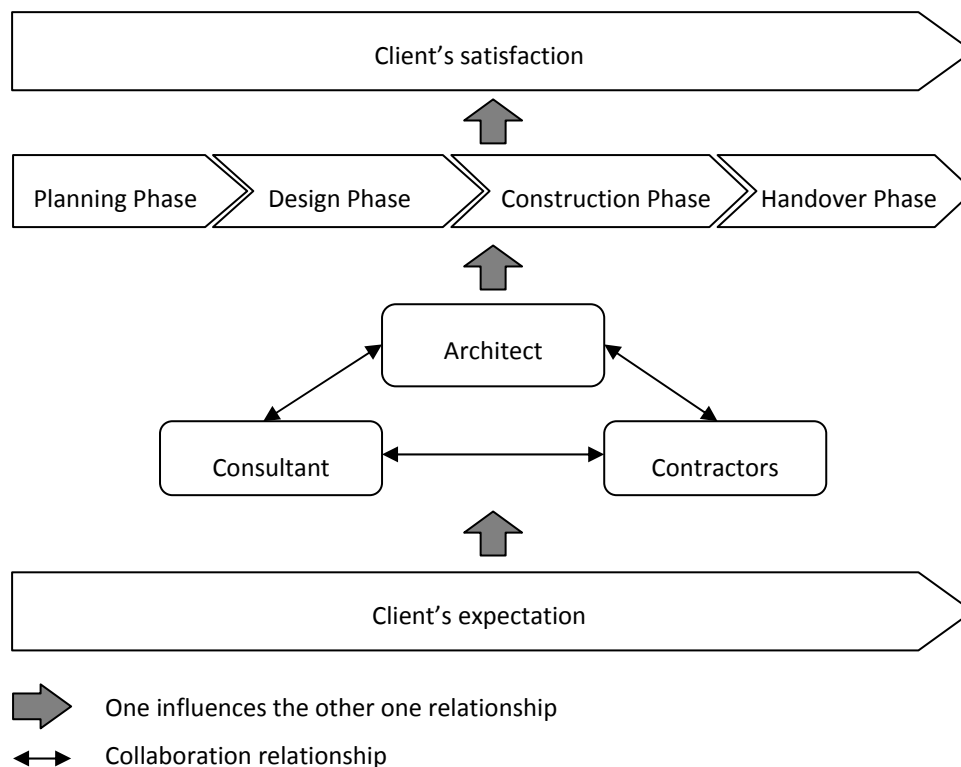 Client’s satisfaction
Planning Phase
Design Phase
Construction Phase
Handover Phase
Architect
Consultant
Contractors
Client’s expectation
One influences the other one relationship
Collaboration relationship